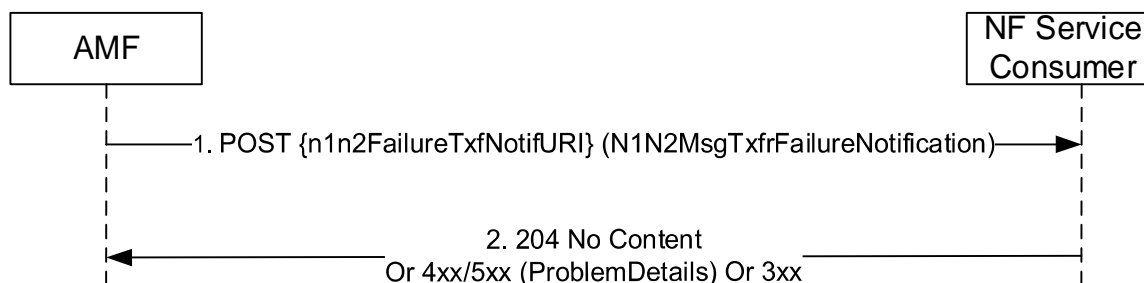 AMF
NF Service
Consumer
1. POST {n1n2FailureTxfNotifURI} (N1N2MsgTxfrFailureNotification)
2. 204 No Content
Or 4xx/5xx (ProblemDetails) Or 3xx